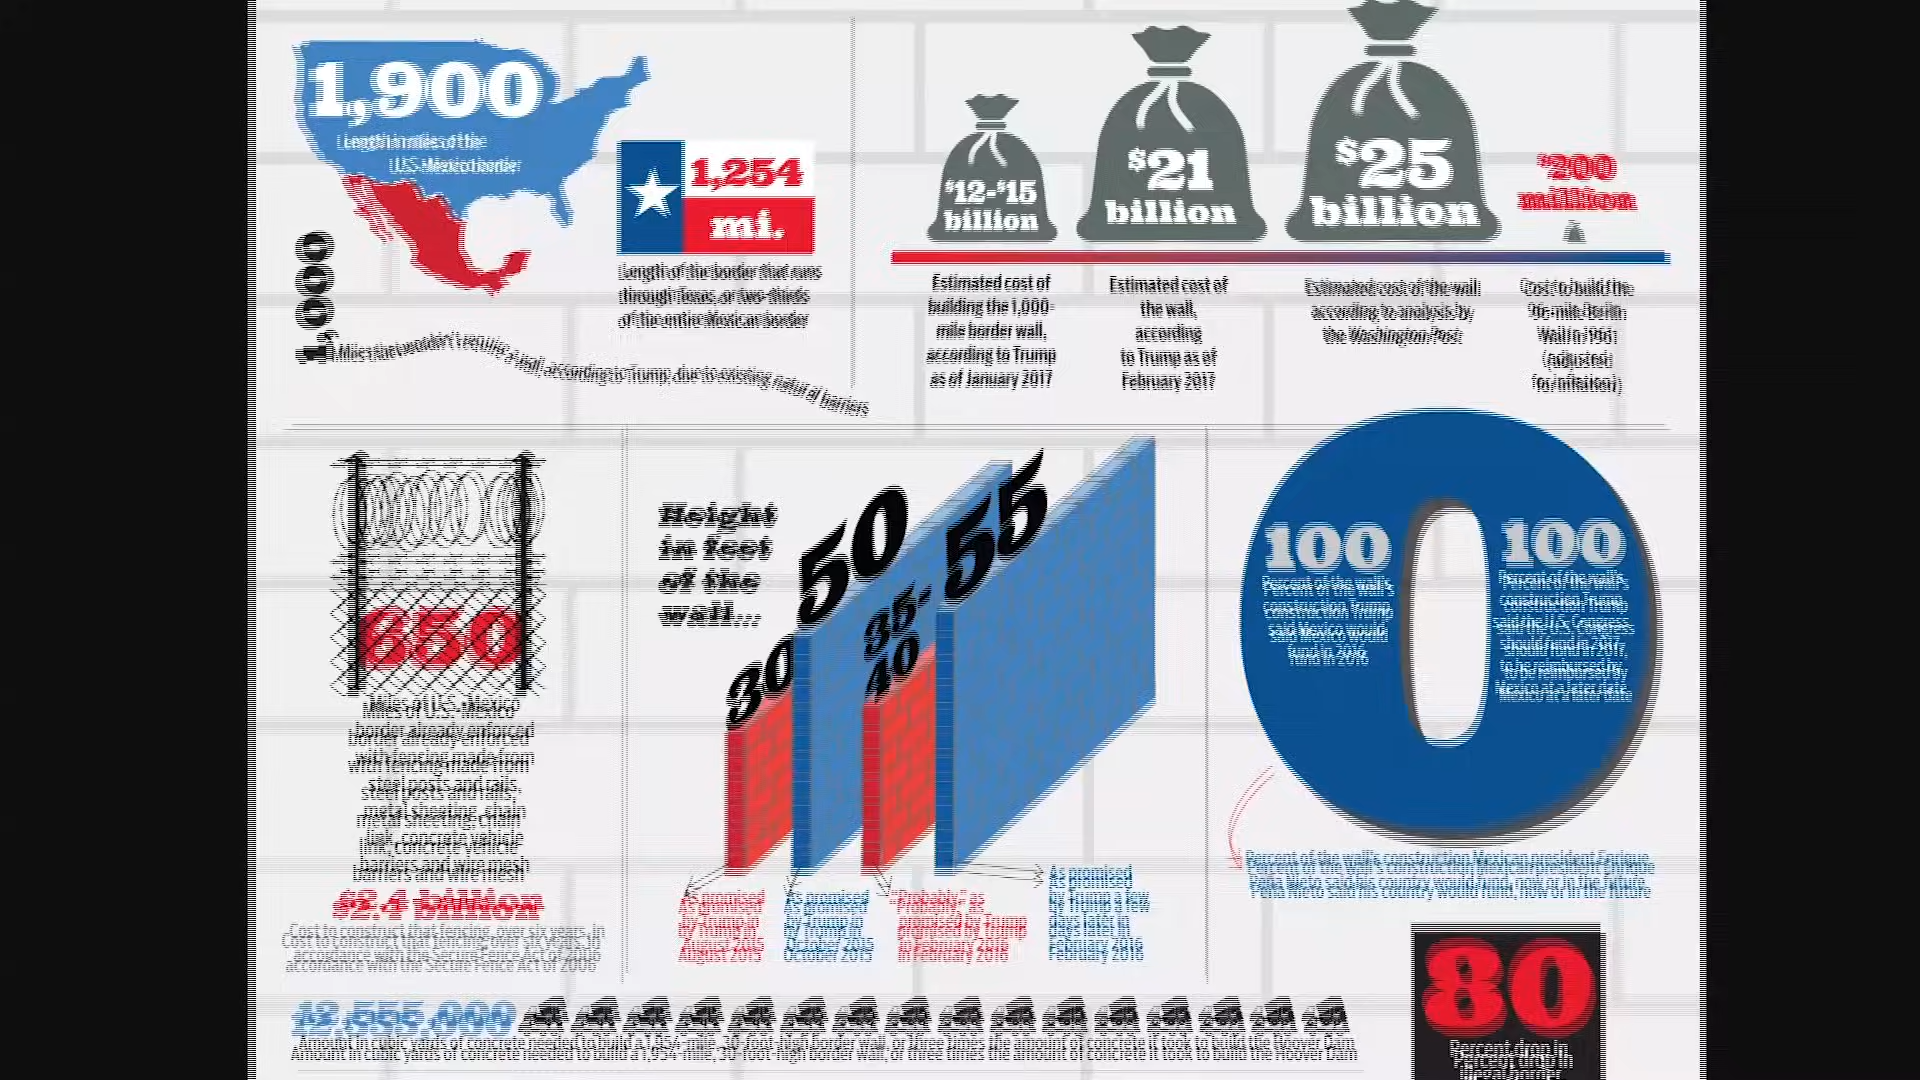 1,900
Length in miles of the
U.S-Mexico border
1,254
mi.
Length of the border that runs
through Texas, or two-thirds
of the entire Mexican border
1,000
Miles that wouldn't require a wall, according to Trump, due to existing natural barriers
$12-$15
billion
Estimated cost of
building the 1,000-
mile border wall,
according to Trump
as of January 2017
$21
billion
Estimated cost of
the wall,
according
to Trump as of
February 2017
$25
billion
Estimated cost of the wall
according to analysis by
the Washington Post
$200
million
Cost to build the
96-mile Berlin
Wall in 1961
(adjusted
for inflation)
650
Miles of U.S.-Mexico
border already enforced
with fencing made from
steel posts and rails,
metal sheeting, chain
link, concrete vehicle
barriers and wire mesh
$2.4 billion
Cost to construct that fencing, over six years, in
accordance with the Secure Fence Act of 2006
Height
in feet
of the
wall...
30
50
35-
40
55
As promised
by Trump in
August 2015
As promised
by Trump in
October 2015
"Probably" as
promised by Trump
in February 2016
As promised
by Trump a few
days later in
February 2016
0
100
Percent of the wall's
construction Trump
said Mexico would
fund in 2016
100
Percent of the wall's
construction Trump
said the U.S. Congress
should fund in 2017,
to be reimbursed by
Mexico at a later date
Percent of the wall's construction Mexican president Enrique
Peña Nieto said his country would fund, now or in the future
12,555,000
Amount in cubic yards of concrete needed to build a 1,954-mile, 30-foot-high border wall, or three times the amount of concrete it took to build the Hoover Dam
80
Percent drop in
illegal border